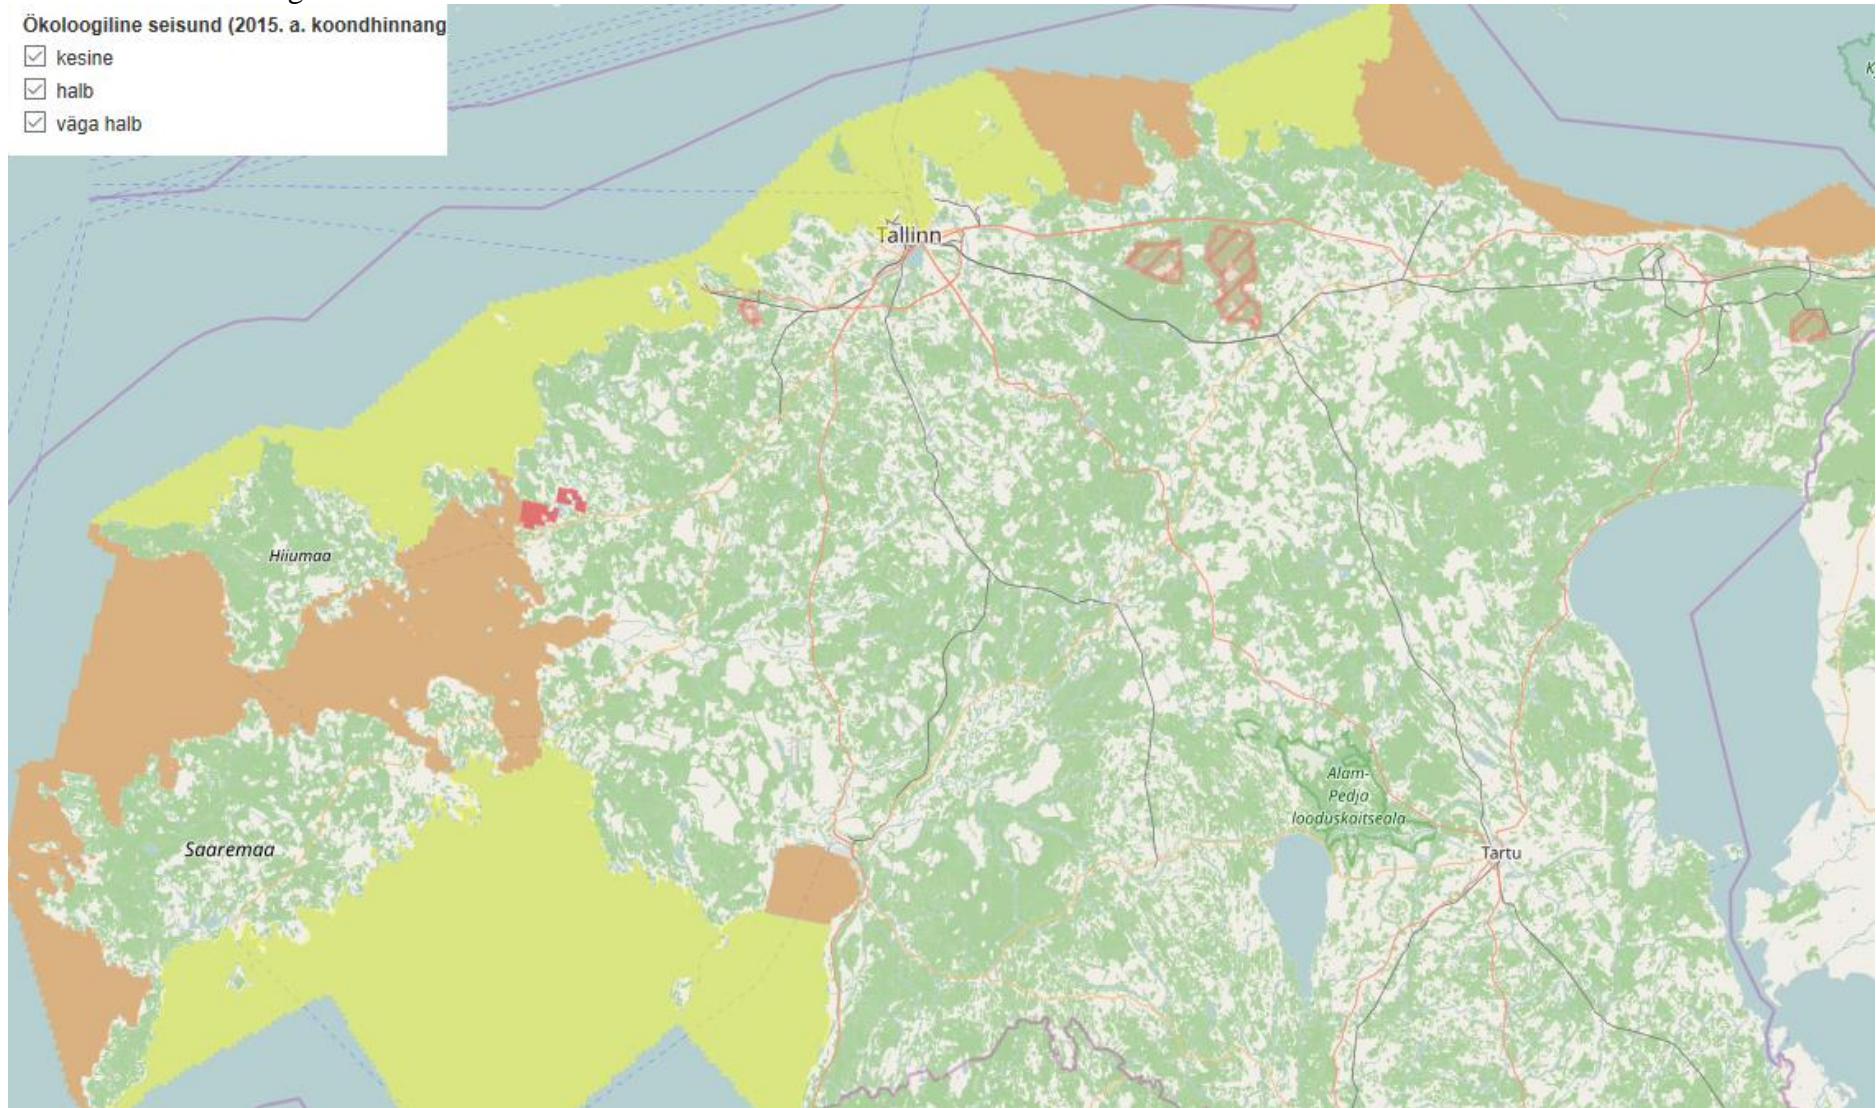 Ökoloogiline seisund (2015. a. koondhinnang
kesine
halb
väga halb
Tallinn
Hiiumaa
Alam-
Pedja
looduskaitseala
Saaremaa
Tartu